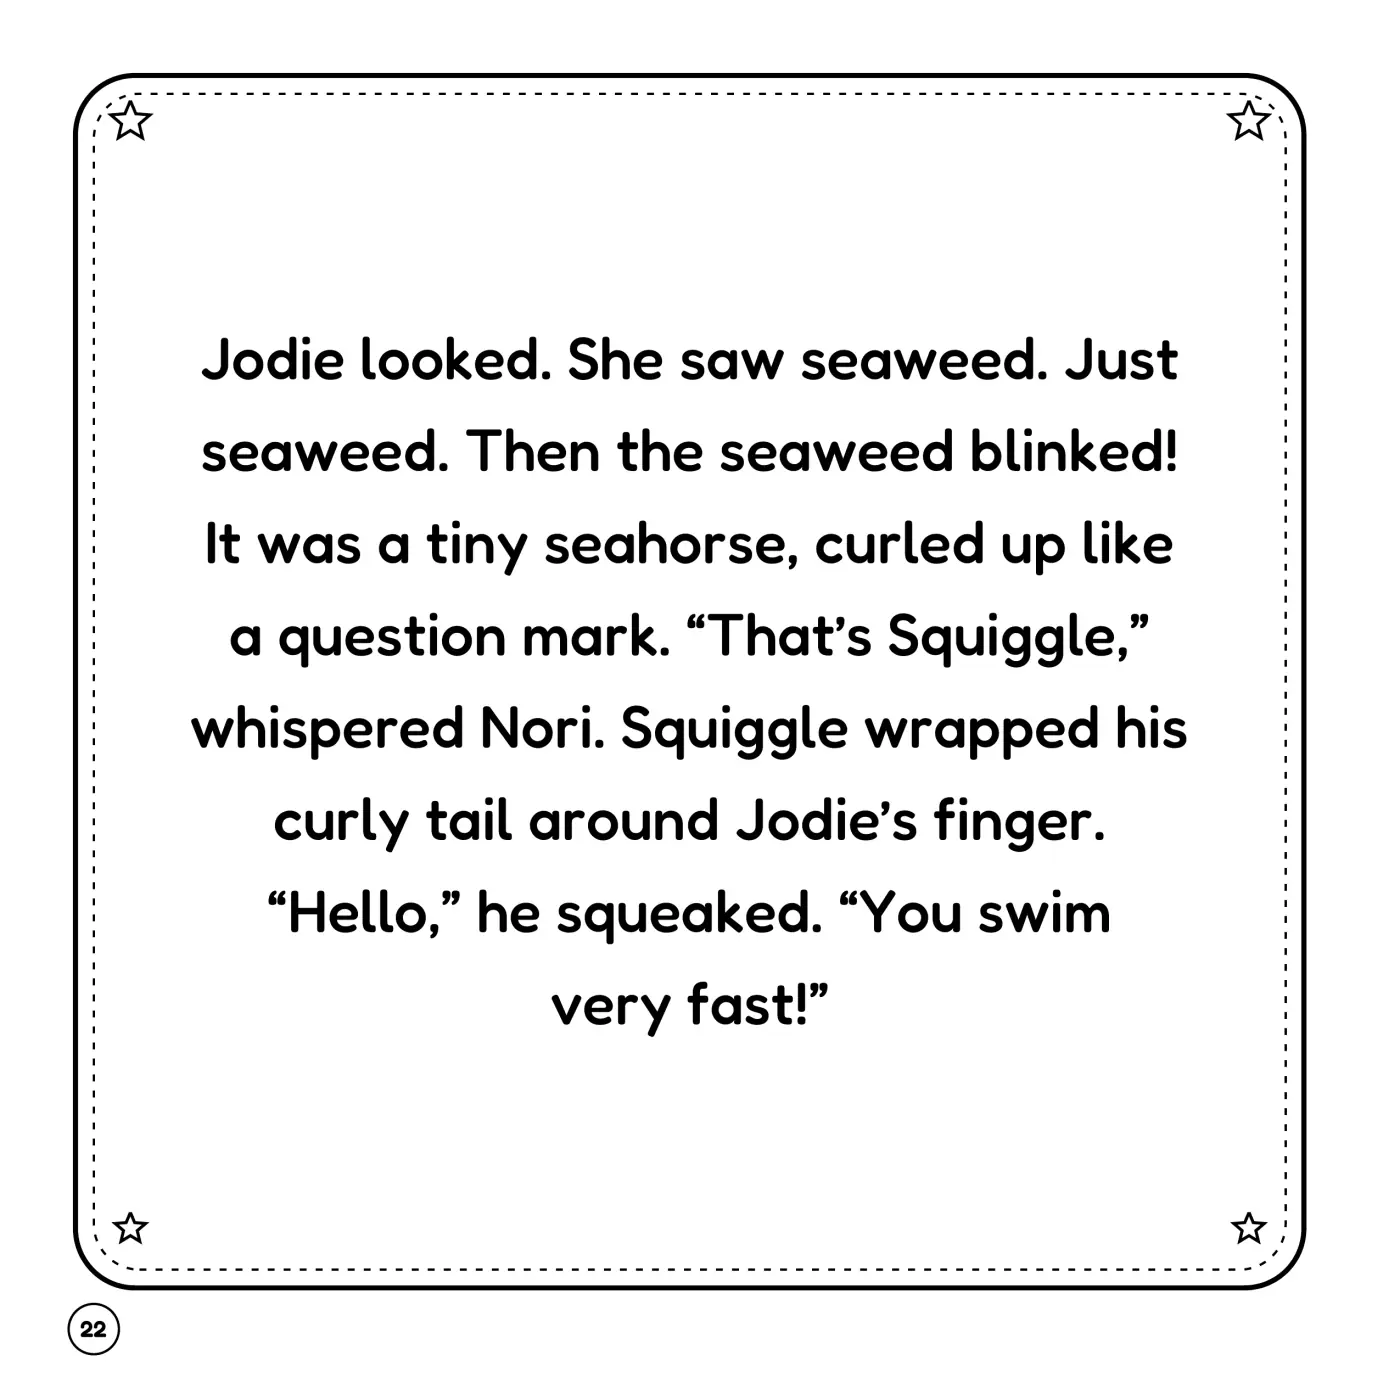 Jodie looked. She saw seaweed. Just
seaweed. Then the seaweed blinked!
It was a tiny seahorse, curled up like
a question mark. “That’s Squiggle,”
whispered Nori. Squiggle wrapped his
curly tail around Jodie’s finger.
“Hello,” he squeaked. “You swim
very fast!”
22